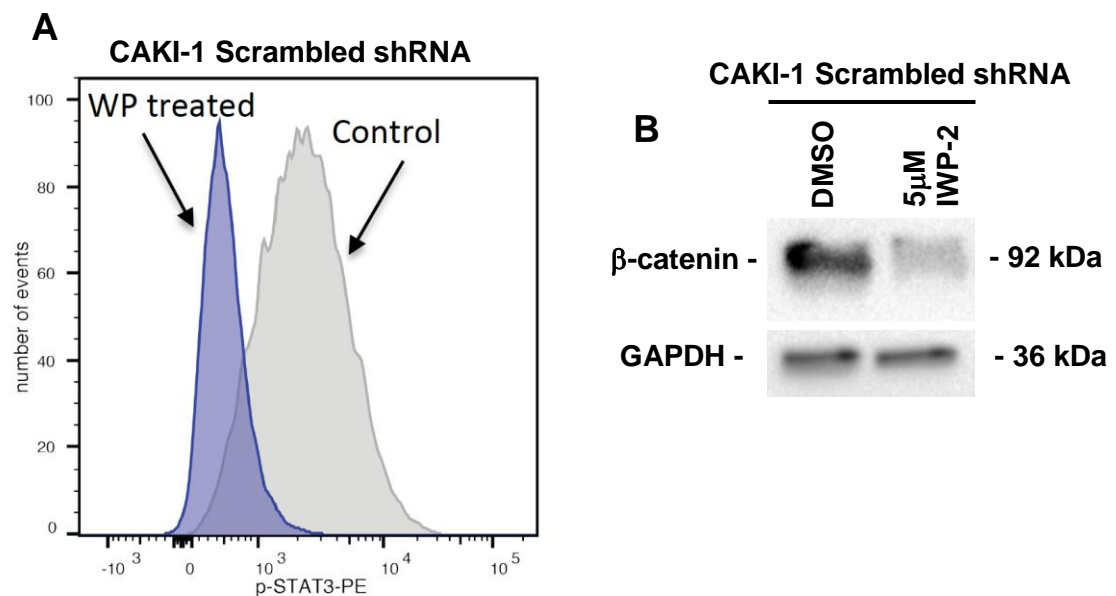 A
CAKI-1 Scrambled shRNA
WP treated
Control
100
80
60
40
20
0
number of events
-10 3
0
10 3
10 4
10 5
p-STAT3-PE
CAKI-1 Scrambled shRNA
B
DMSO
5μM
IWP-2
β-catenin -
- 92 kDa
GAPDH -
- 36 kDa